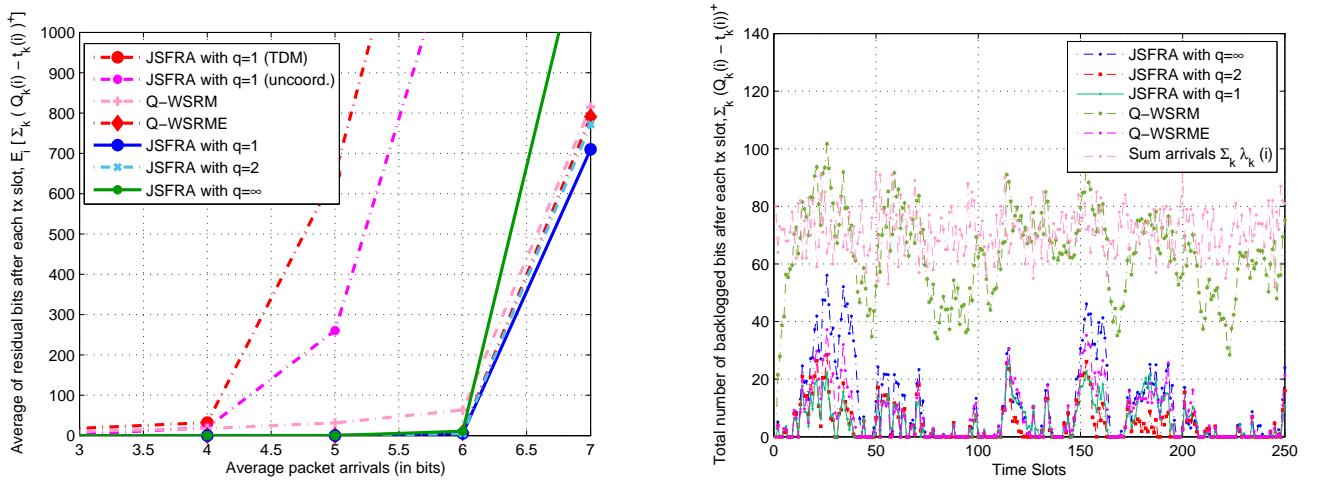 Average of residual bits after each tx slot, E_i [ Σ_k ( Q_k(i) − t_k(i) )^+]
1000
900
800
700
600
500
400
300
200
100
0
JSFRA with q=1 (TDM)
JSFRA with q=1 (uncoord.)
Q−WSRM
Q−WSRME
JSFRA with q=1
JSFRA with q=2
JSFRA with q=∞
3 3.5 4 4.5 5 5.5 6 6.5 7
Average packet arrivals (in bits)
Total number of backlogged bits after each tx slot, Σ_k (Q_k(i) − t_k(i))^+
140
120
100
80
60
40
20
0
JSFRA with q=∞
JSFRA with q=2
JSFRA with q=1
Q−WSRM
Q−WSRME
Sum arrivals Σ_k λ_k (i)
0 50 100 150 200 250
Time Slots